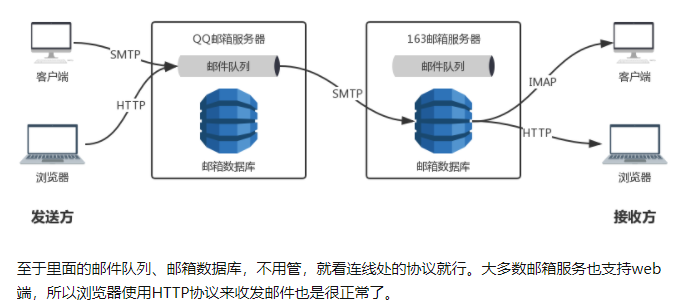 QQ邮箱服务器
163邮箱服务器
SMTP
邮件队列
邮件队列
客户端
客户端
IMAP
SMTP
HTTP
HTTP
邮箱数据库
邮箱数据库
浏览器
浏览器
发送方
接收方
至于里面的邮件队列、邮箱数据库，不用管，就看连线处的协议就行。大多数邮箱服务也支持web
端，所以浏览器使用HTTP协议来收发邮件也是很正常了。